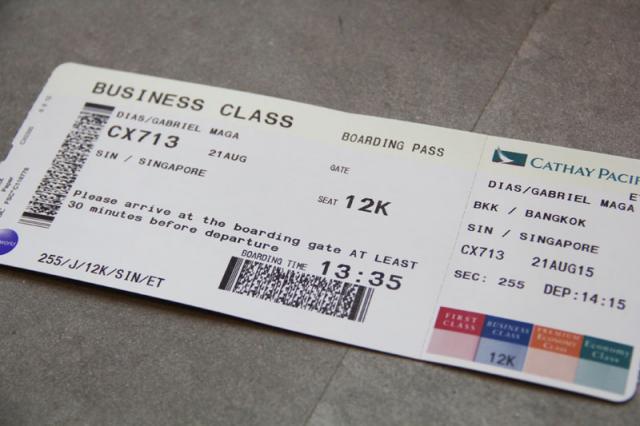 BUSINESS CLASS
BOARDING PASS
DIAS/GABRIEL MAGA
CX713 21AUG
SIN / SINGAPORE
GATE
SEAT 12K
Please arrive at the boarding gate AT LEAST
30 minutes before departure
BOARDING TIME 13:35
255/J/12K/SIN/ET
CATHAY PACIF
DIAS/GABRIEL MAGA
BKK / BANGKOK
SIN / SINGAPORE
CX713 21AUG15
SEC: 255 DEP:14:15
FIRST CLASS
BUSINESS CLASS
PREMIUM ECONOMY CLASS
Economy Class
12K